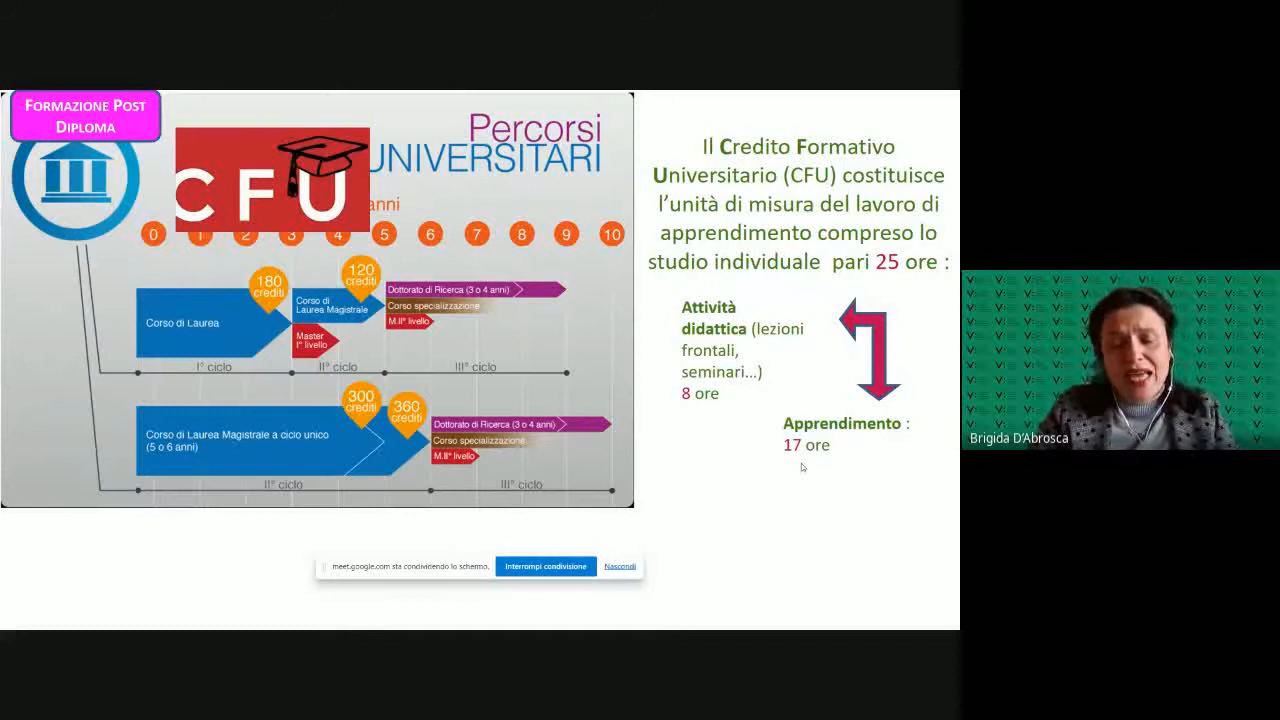 FORMAZIONE POST
DIPLOMA
Percorsi
UNIVERSITARI
CFU
anni
0 1 2 3 4 5 6 7 8 9 10
180
crediti
120
crediti
Corso di Laurea
Corso di
Laurea Magistrale
Master
I° livello
Dottorato di Ricerca (3 o 4 anni)
Corso specializzazione
M.II° livello
I° ciclo
II° ciclo
III° ciclo
300
crediti
360
crediti
Corso di Laurea Magistrale a ciclo unico
(5 o 6 anni)
Dottorato di Ricerca (3 o 4 anni)
Corso specializzazione
M.II° livello
II° ciclo
III° ciclo
Il Credito Formativo
Universitario (CFU) costituisce
l’unità di misura del lavoro di
apprendimento compreso lo
studio individuale pari 25 ore :
Attività
didattica (lezioni
frontali,
seminari...)
8 ore
Apprendimento :
17 ore
meet.google.com sta condividendo lo schermo.
Interrompi condivisione
Nascondi
Brigida D'Abrosca